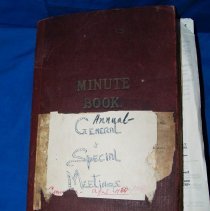 MINUTE
BOOK.
Annual-
GENERAL
&
SPECIAL
MEETINGS